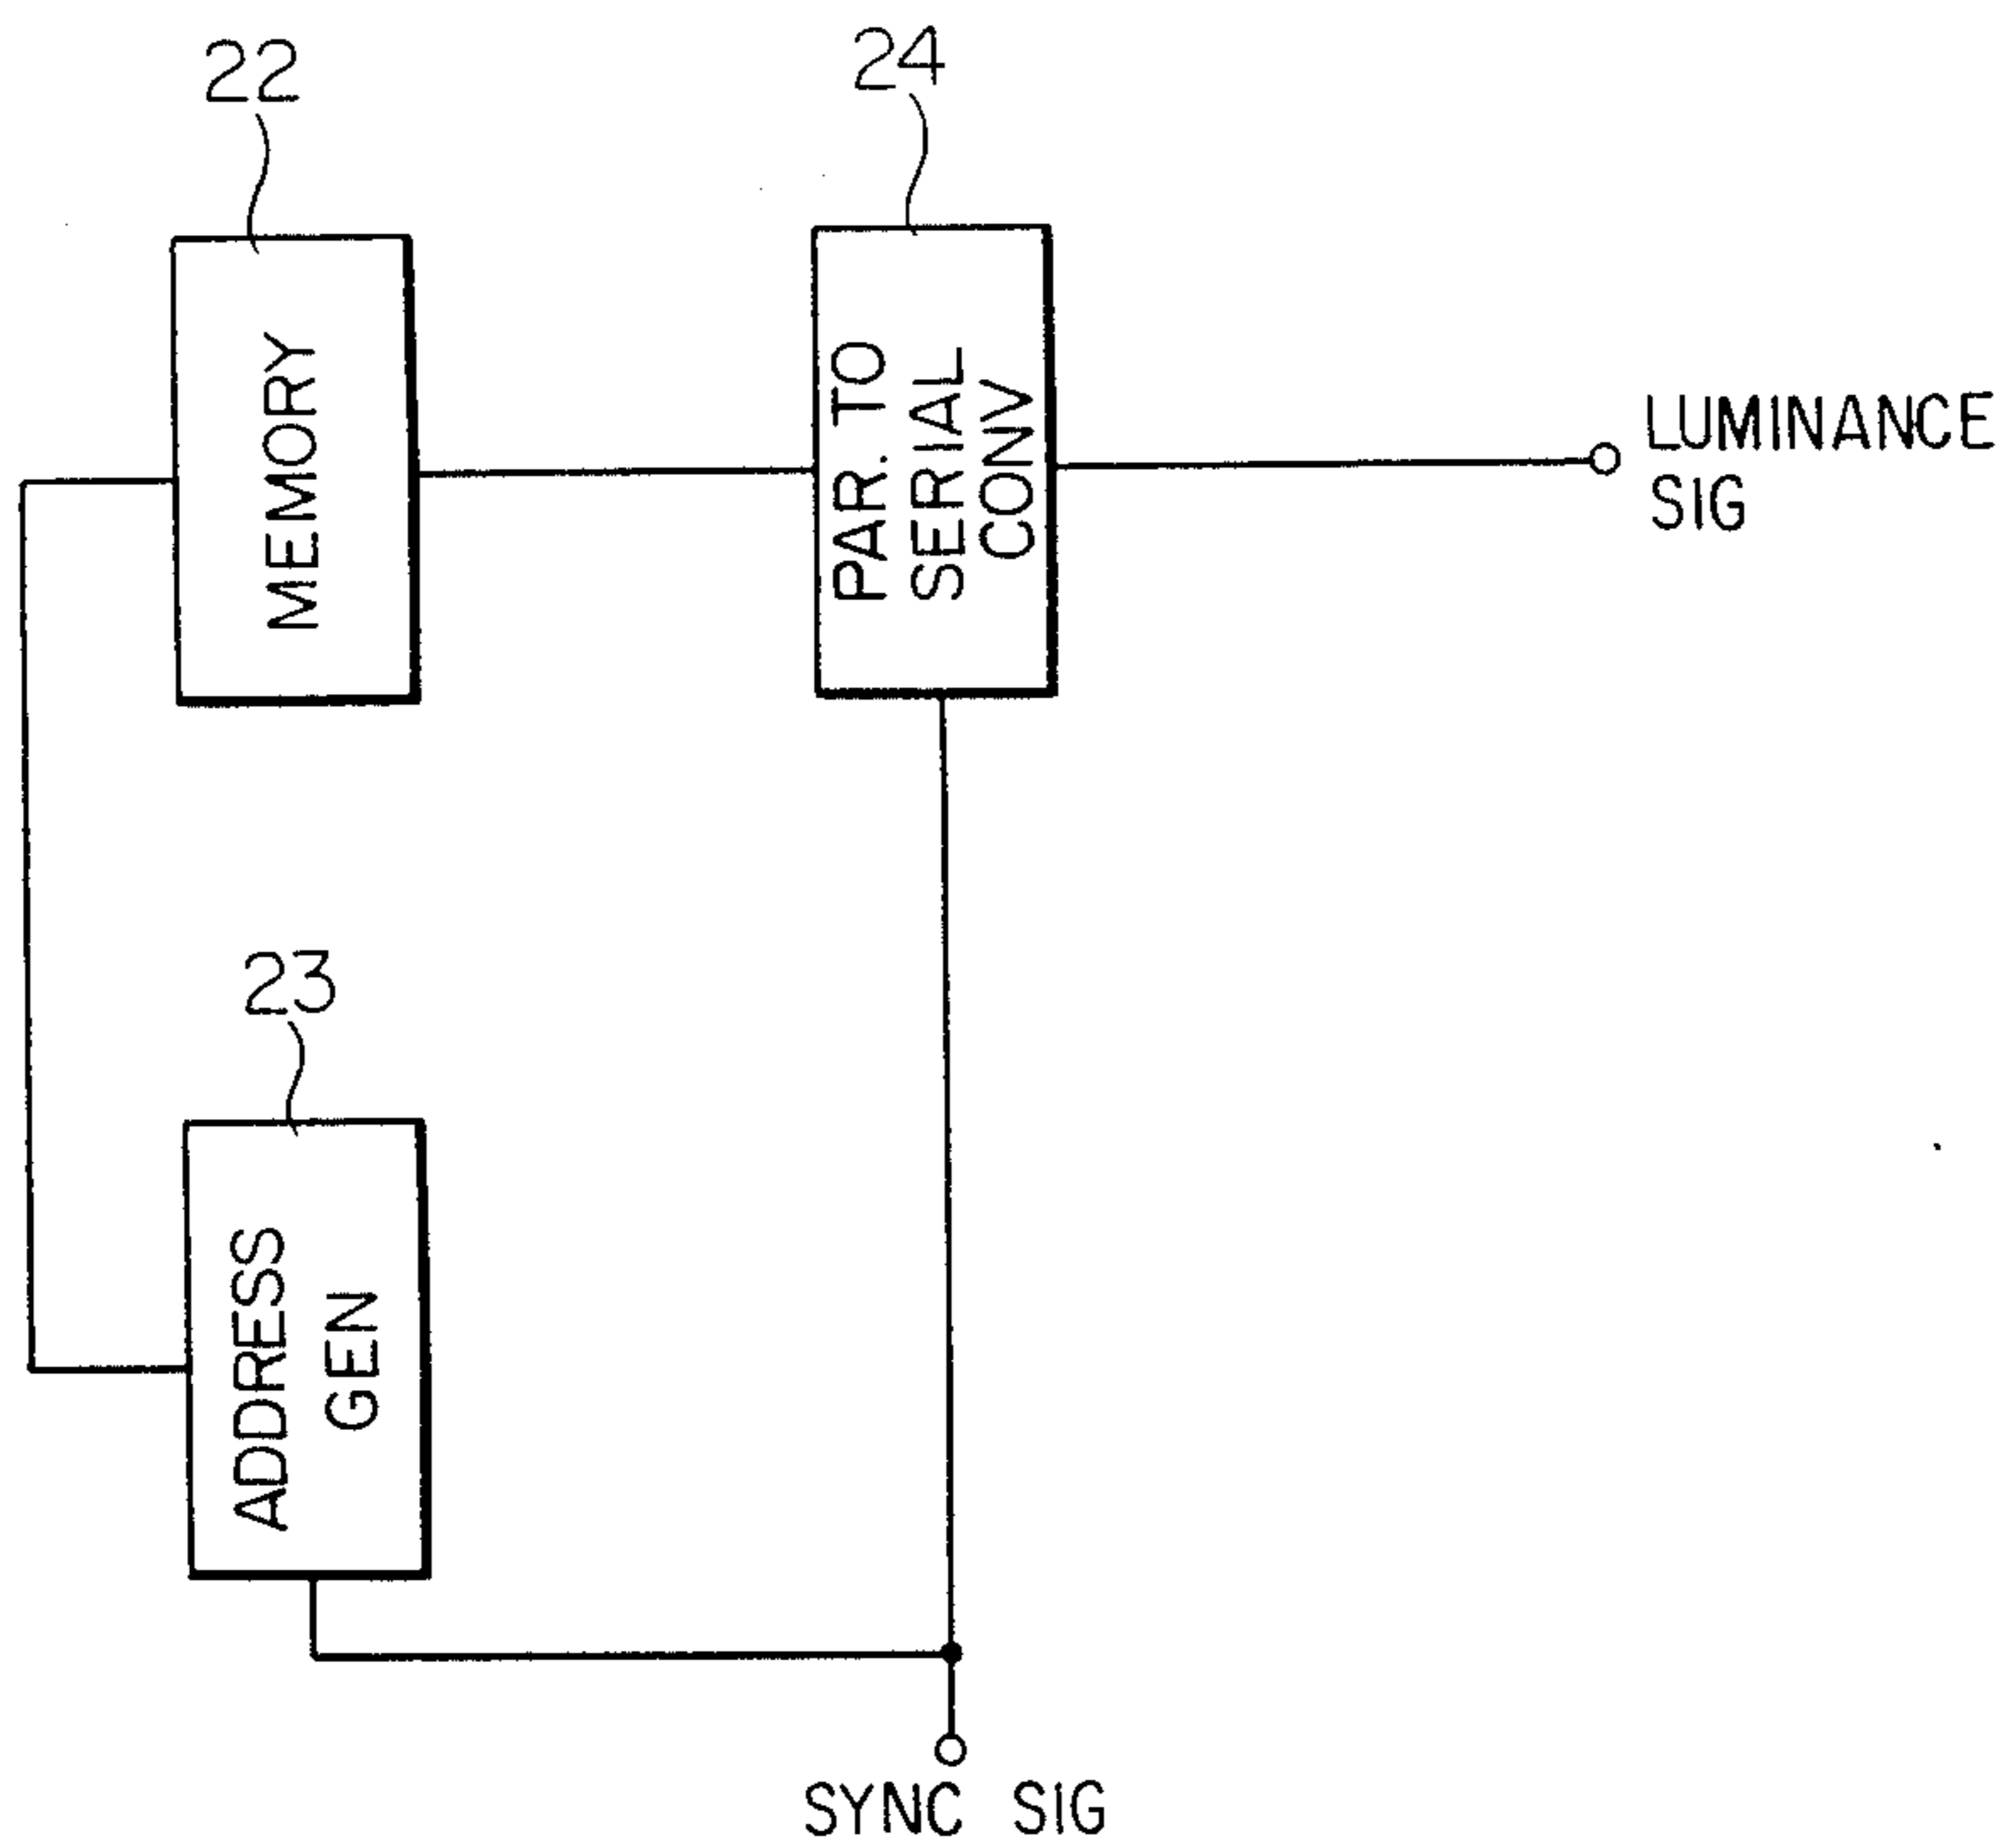 22
24
MEMORY
PAR. TO
SERIAL
CONV
LUMINANCE
SIG
23
ADDRESS
GEN
SYNC SIG